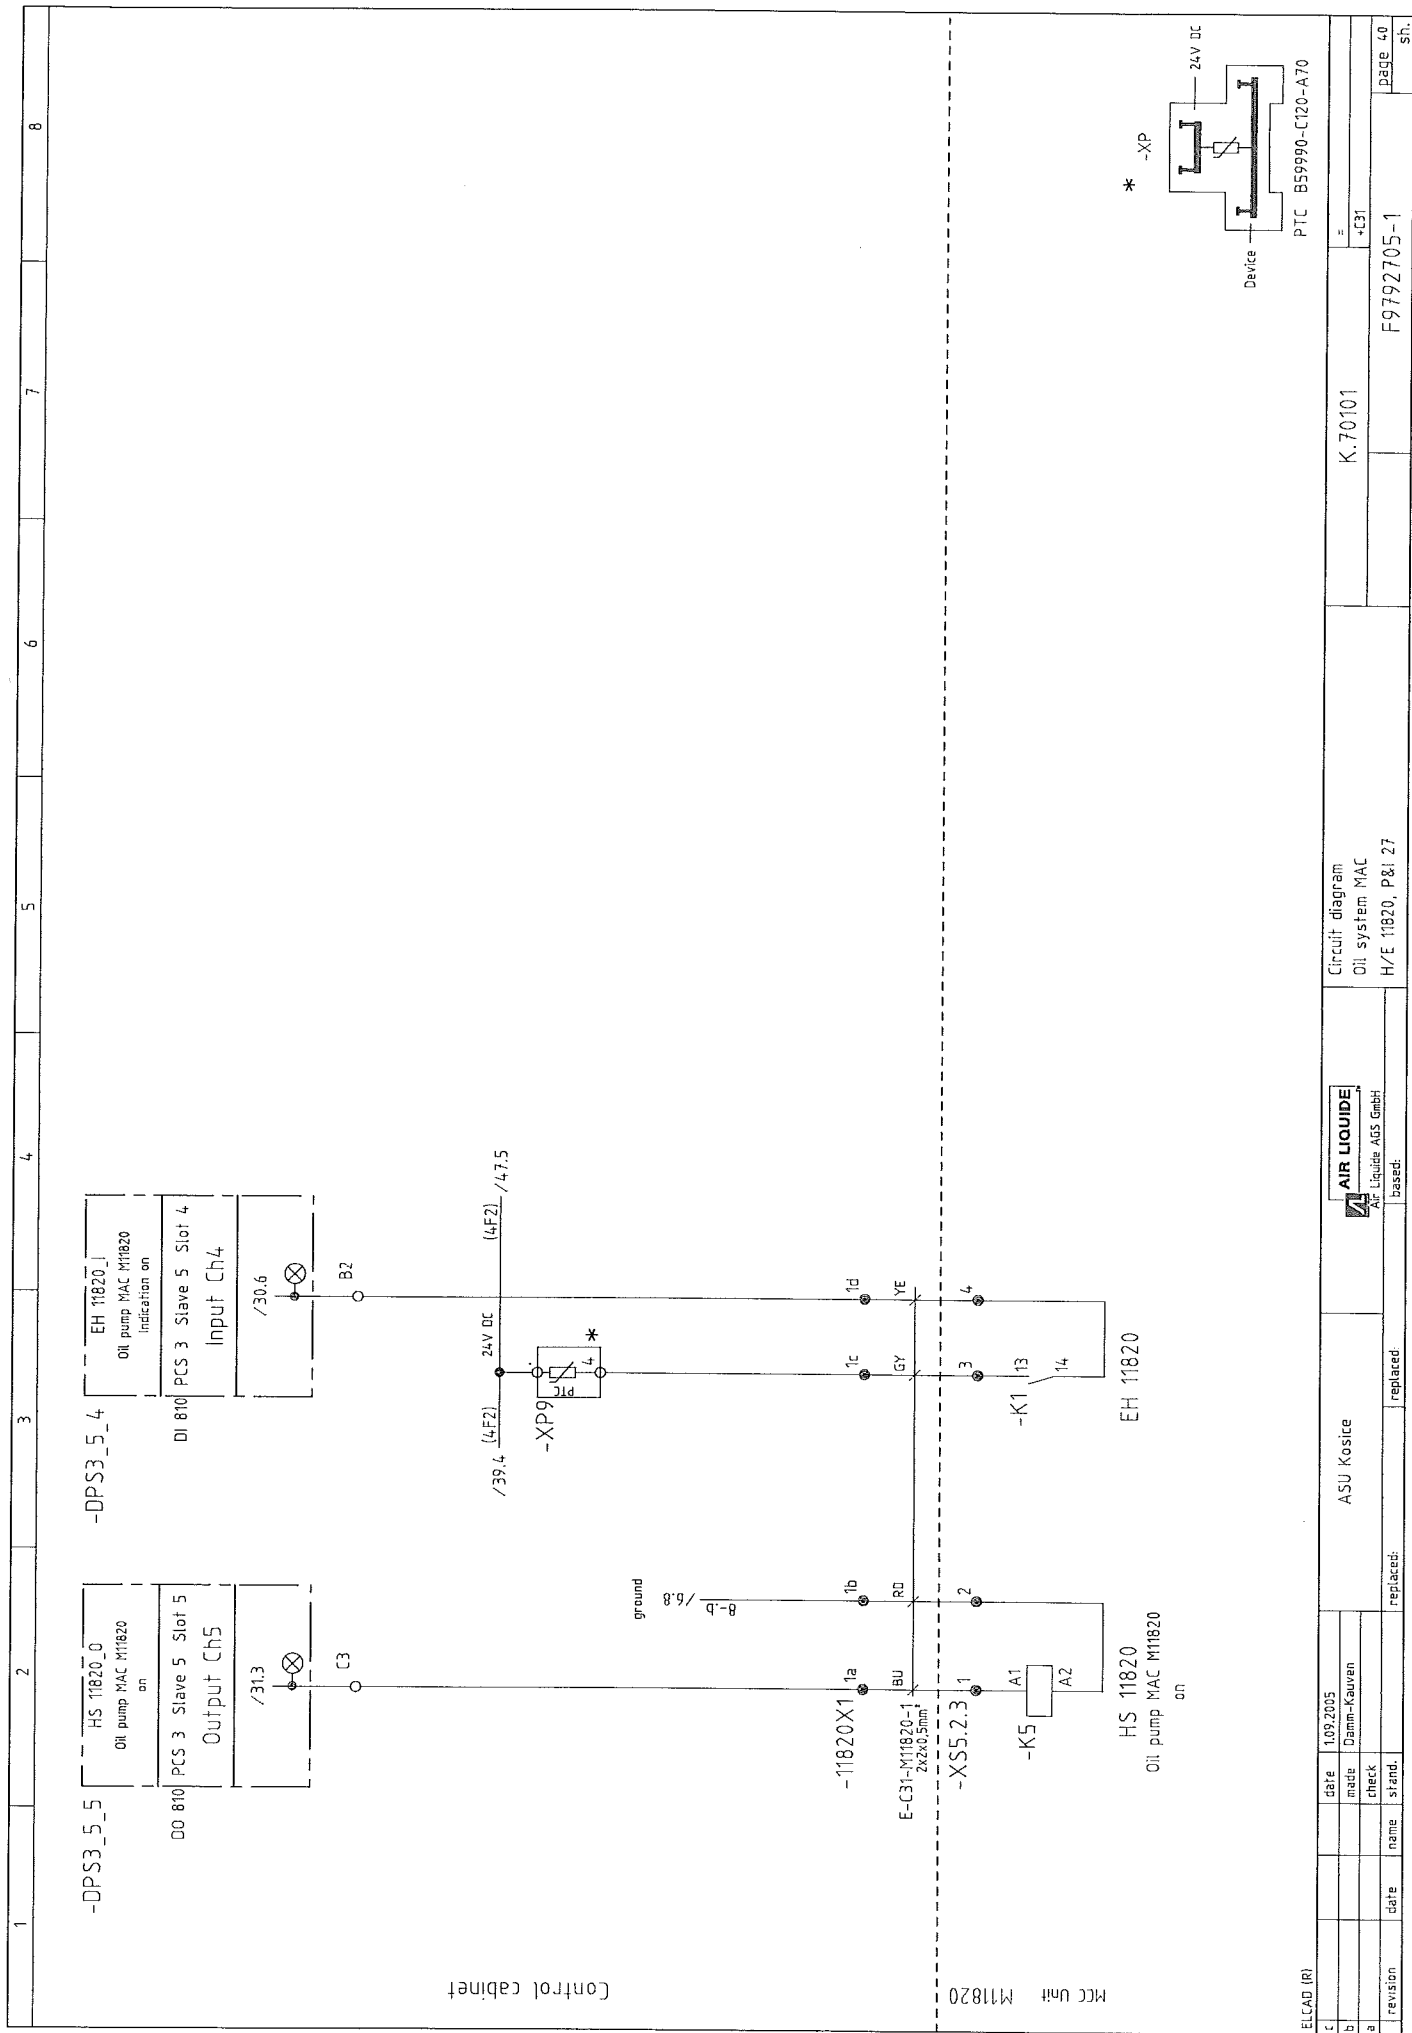 1
2
3
4
5
6
7
8
-DPS3_5_5
HS 11820_O
Oil pump MAC M11820
on
DO 810
PCS 3 Slave 5 Slot 5
Output Ch5
/31.3
C3
-DPS3_5_4
EH 11820_I
Oil pump MAC M11820
Indication on
DI 810
PCS 3 Slave 5 Slot 4
Input Ch4
/30.6
B2
Control cabinet
/39.4
(4F2)
24V DC
(4F2)
/47.5
-XP9
PTC
4
*
ground
/6.8
8-.b
-11820X1
1a
1b
1c
1d
E-C31-M11820-1
2x2x0,5mm²
BU
RD
GY
YE
-XS5.2.3
1
2
3
4
MCC Unit M11820
-K5
A1
A2
-K1
13
14
HS 11820
Oil pump MAC M11820
on
EH 11820
* -XP
24V DC
Device
PTC B59990-C120-A70
ELCAD (R)
c
b
a
revision
date
name
date
1.09.2005
made
Damm-Kauven
check
stand.
ASU Kosice
replaced:
replaced:
AIR LIQUIDE
Air Liquide AGS GmbH
based:
Circuit diagram
Oil system MAC
H/E 11820, P&I 27
K.70101
=
+C31
F9792705-1
page 40
sh.